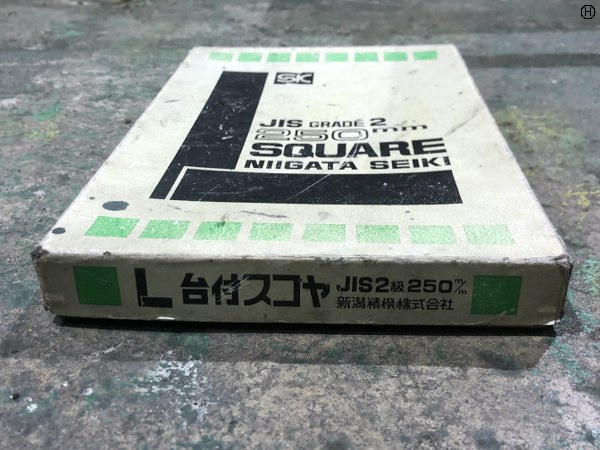 SK
JIS GRADE 2
250mm
SQUARE
NIIGATA SEIKI
台付スコヤ JIS2級 250m/m
新潟精機株式会社
H